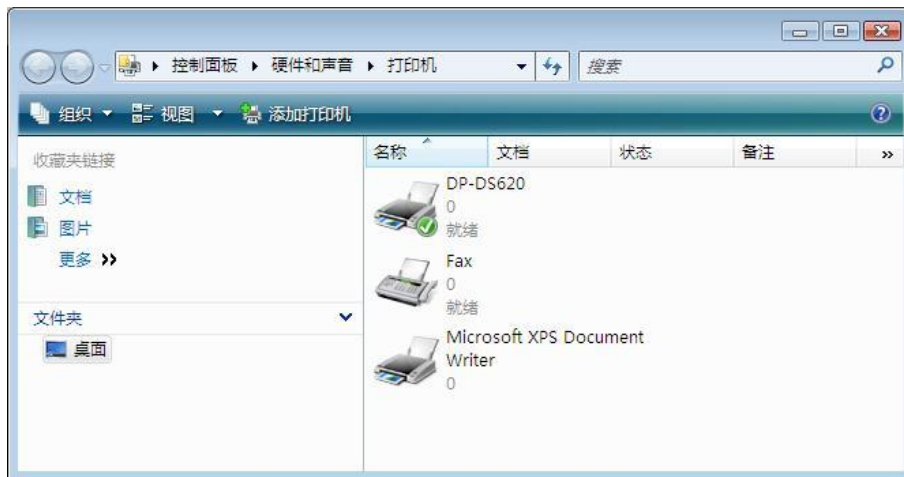 控制面板 硬件和声音 打印机 搜索
组织 视图 添加打印机
收藏夹链接
文档
图片
更多 »
文件夹
桌面
名称 文档 状态 备注 »
DP-DS620
0
就绪
Fax
0
就绪
Microsoft XPS Document
Writer
0